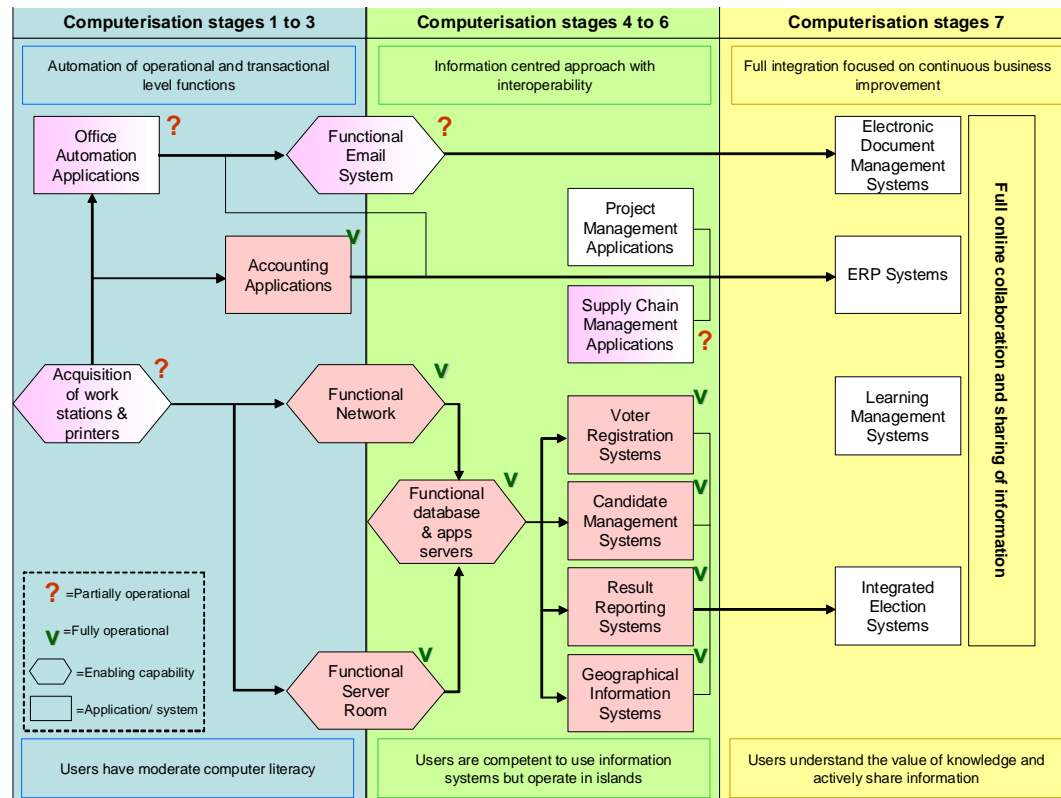 Computerisation stages 1 to 3
Computerisation stages 4 to 6
Computerisation stages 7
Automation of operational and transactional
level functions
Information centred approach with
interoperability
Full integration focused on continuous business
improvement
Office
Automation
Applications
?
Functional
Email
System
?
Electronic
Document
Management
Systems
Project
Management
Applications
Accounting
Applications
v
ERP Systems
Supply Chain
Management
Applications
?
Acquisition
of work
stations &
printers
?
Functional
Network
v
Voter
Registration
Systems
v
Learning
Management
Systems
Functional
database
& apps
servers
v
Candidate
Management
Systems
v
Result
Reporting
Systems
v
Integrated
Election
Systems
Functional
Server
Room
v
Geographical
Information
Systems
v
Full online collaboration and sharing of information
? =Partially operational
v =Fully operational
=Enabling capability
=Application/ system
Users have moderate computer literacy
Users are competent to use information
systems but operate in islands
Users understand the value of knowledge and
actively share information